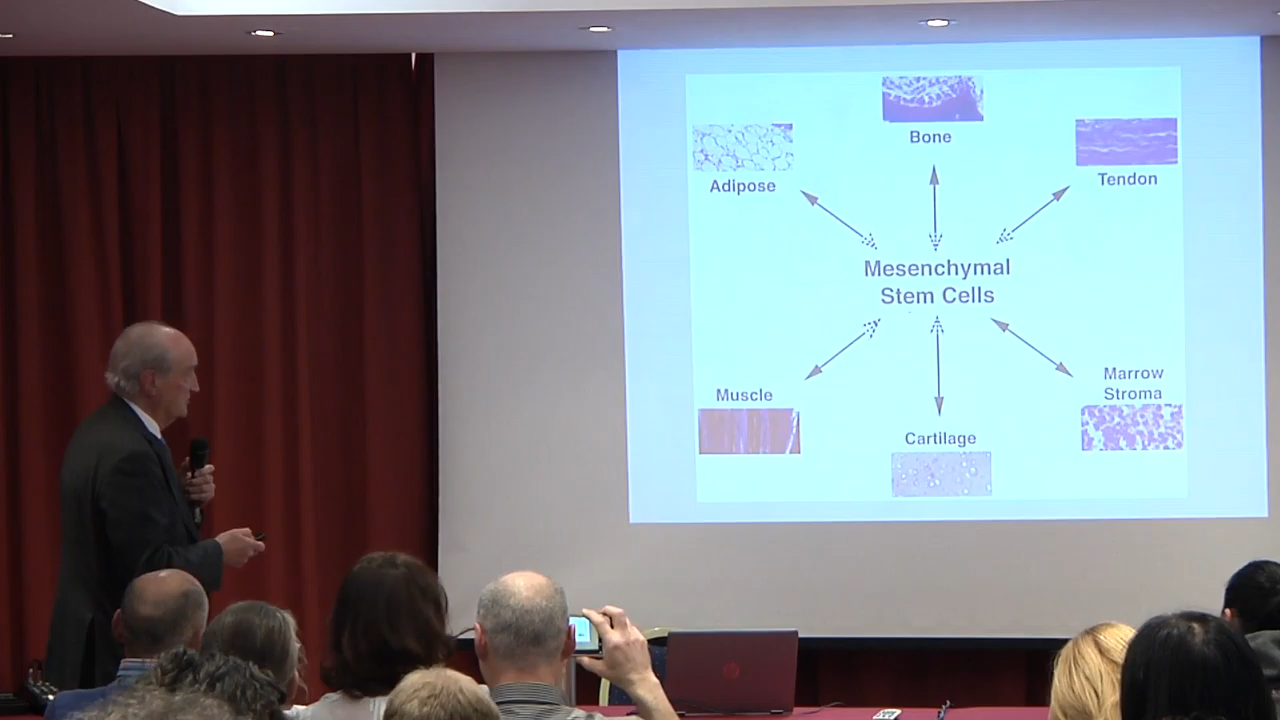 Bone
Adipose
Tendon
Mesenchymal
Stem Cells
Muscle
Marrow
Stroma
Cartilage